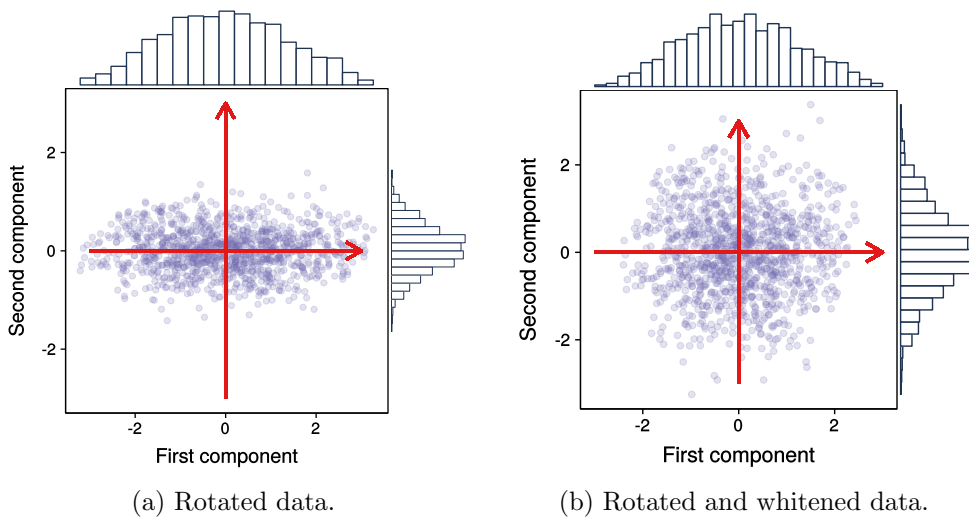 Second component
2
0
-2
-2
0
2
First component
(a) Rotated data.
Second component
2
0
-2
-2
0
2
First component
(b) Rotated and whitened data.